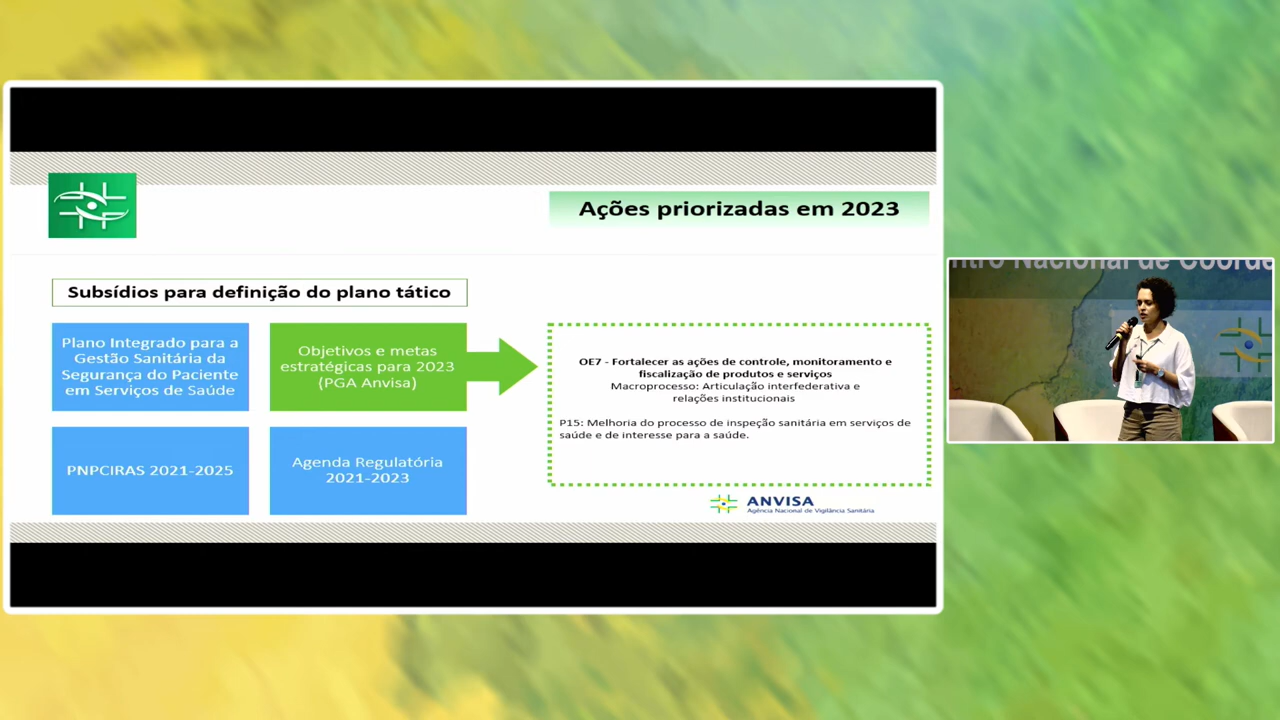 Ações priorizadas em 2023
Subsídios para definição do plano tático
Plano Integrado para a
Gestão Sanitária da
Segurança do Paciente
em Serviços de Saúde
Objetivos e metas
estratégicas para 2023
(PGA Anvisa)
PNPCIRAS 2021-2025
Agenda Regulatória
2021-2023
OE7 - Fortalecer as ações de controle, monitoramento e
fiscalização de produtos e serviços
Macroprocesso: Articulação interfederativa e
relações institucionais
P15: Melhoria do processo de inspeção sanitária em serviços de
saúde e de interesse para a saúde.
ANVISA
Agência Nacional de Vigilância Sanitária
Nacional de